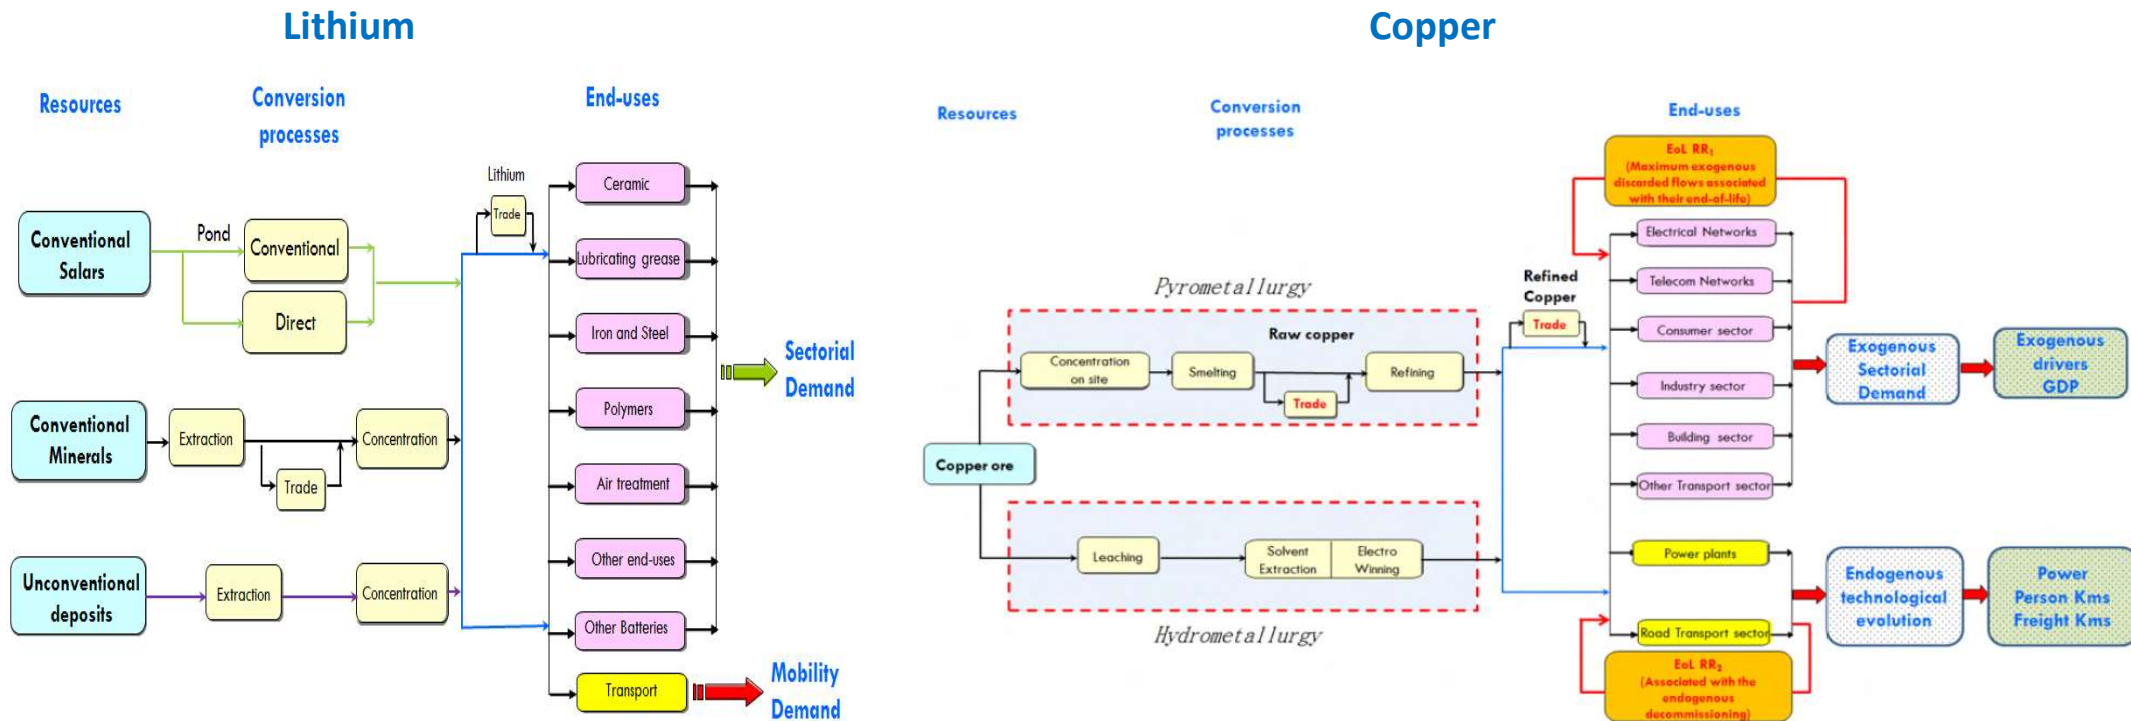 Lithium
Resources
Conversion
processes
End-uses
Conventional
Salars
Pond
Conventional
Direct
Conventional
Minerals
Extraction
Trade
Concentration
Unconventional
deposits
Extraction
Concentration
Lithium
Trade
Ceramic
Lubricating grease
Iron and Steel
Polymers
Air treatment
Other end-uses
Other Batteries
Transport
Sectorial
Demand
Mobility
Demand
Copper
Resources
Conversion
processes
End-uses
Copper ore
Pyrometallurgy
Raw copper
Concentration
on site
Smelting
Trade
Refining
Leaching
Solvent
Extraction
Electro
Winning
Hydrometallurgy
Refined
Copper
Trade
EoL RR1
(Maximum exogenous
discarded flows associated
with their end-of-life)
Electrical Networks
Telecom Networks
Consumer sector
Industry sector
Building sector
Other Transport sector
Power plants
Road Transport sector
EoL RR2
(Associated with the
endogenous
decommissioning)
Exogenous
Sectorial
Demand
Exogenous
drivers
GDP
Endogenous
technological
evolution
Power
Person Kms
Freight Kms